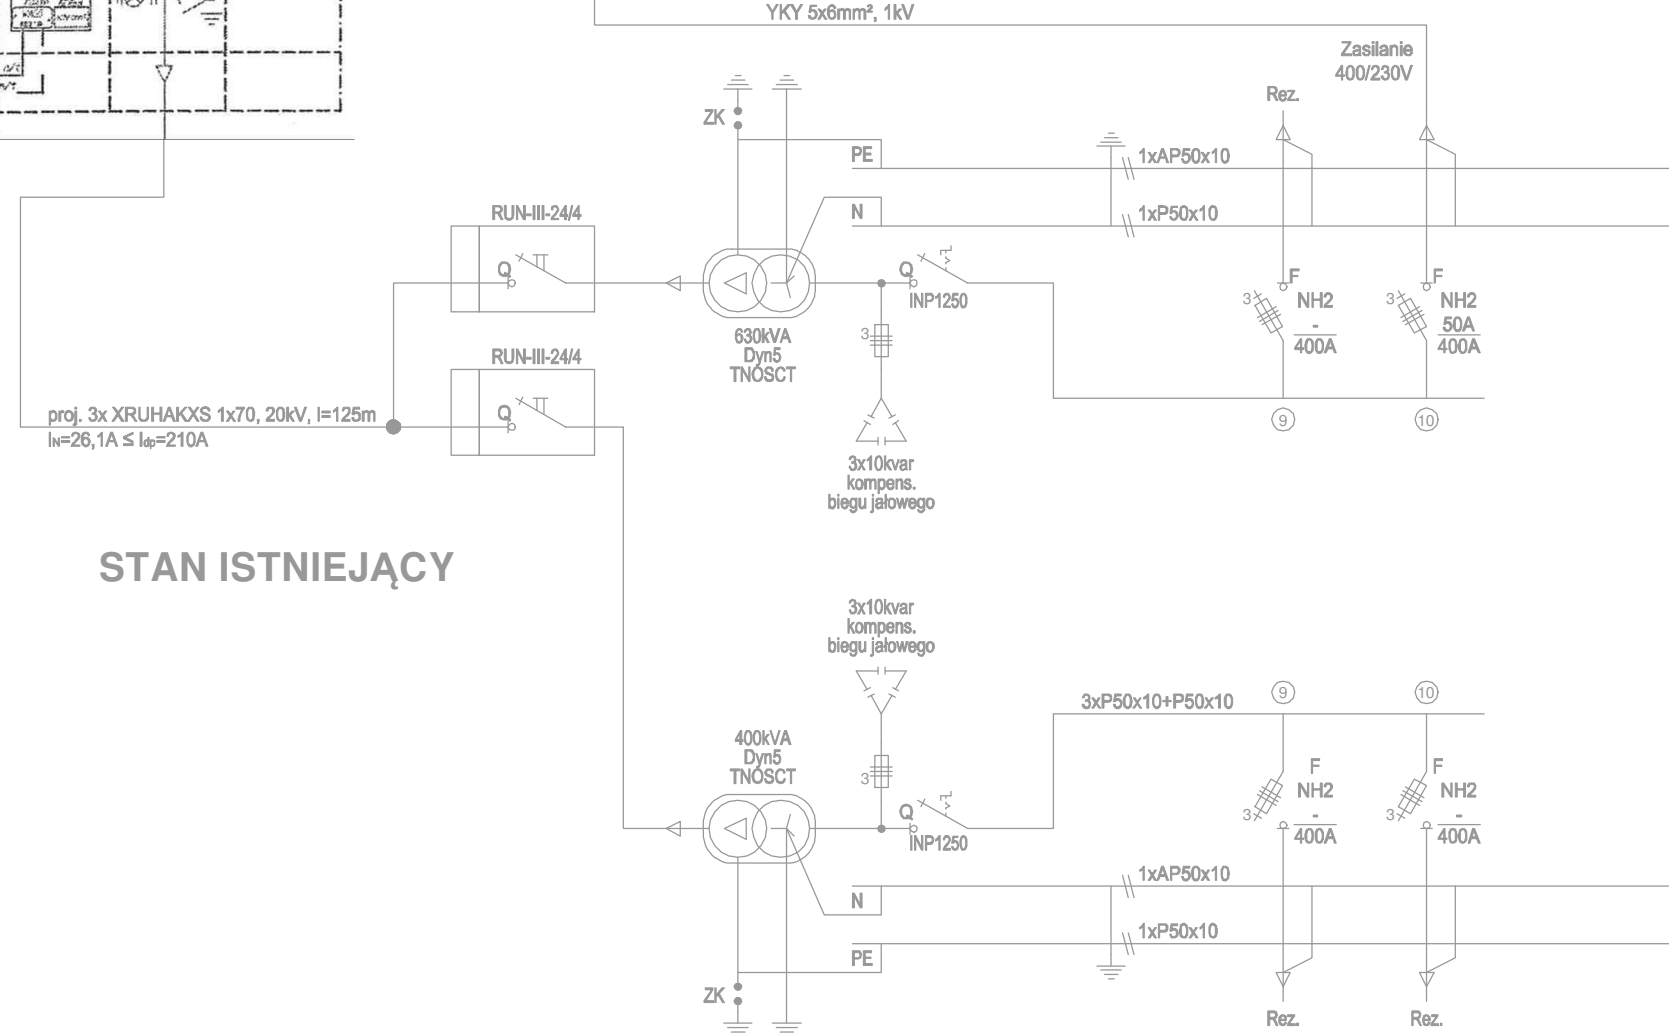 YKY 5x6mm², 1kV
Zasilanie
400/230V
Rez.
ZK
PE
1xAP50x10
N
1xP50x10
RUN-III-24/4
Q
Q
INP1250
630kVA
Dyn5
TNOSCT
3
3
F
NH2
-
400A
3
F
NH2
50A
400A
9
10
RUN-III-24/4
Q
proj. 3x XRUHAKXS 1x70, 20kV, l=125m
IN=26,1A ≤ Idp=210A
3x10kvar
kompens.
biegu jałowego
STAN ISTNIEJĄCY
3x10kvar
kompens.
biegu jałowego
3xP50x10+P50x10
9
10
400kVA
Dyn5
TNOSCT
3
Q
INP1250
3
F
NH2
-
400A
3
F
NH2
-
400A
1xAP50x10
N
1xP50x10
PE
ZK
Rez.
Rez.